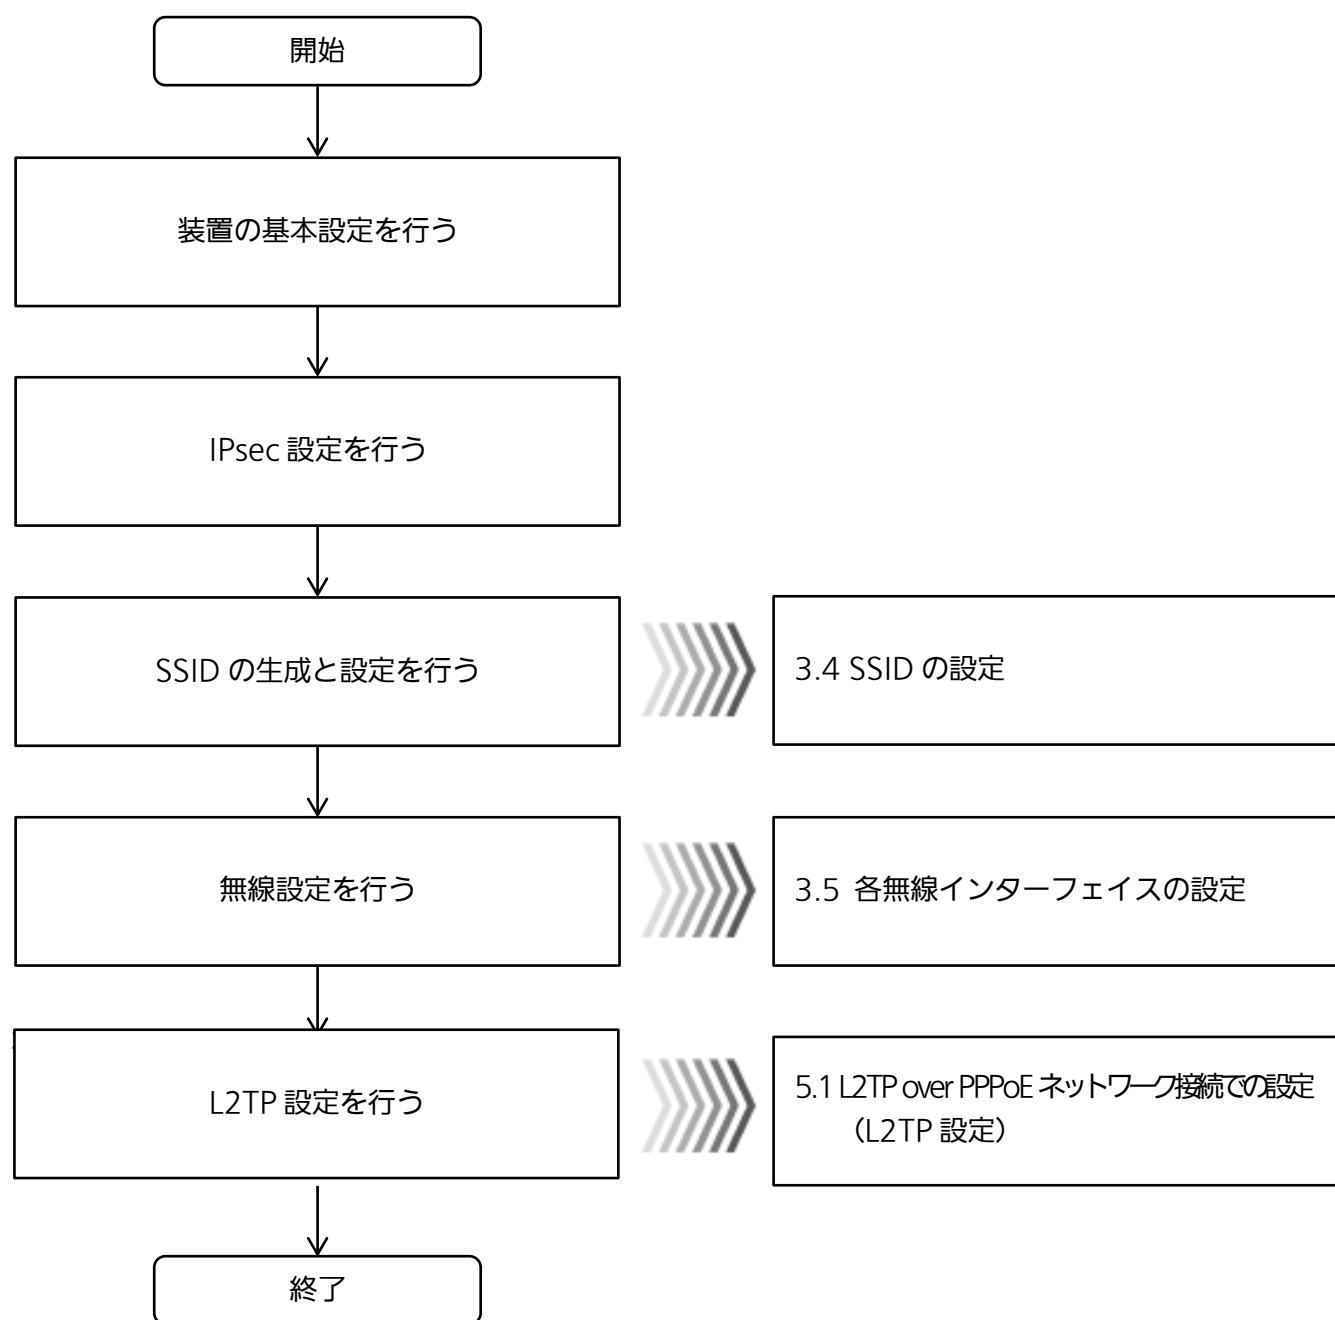 開始
装置の基本設定を行う
IPsec 設定を行う
SSID の生成と設定を行う
3.4 SSID の設定
無線設定を行う
3.5 各無線インターフェイスの設定
L2TP 設定を行う
5.1 L2TP over PPPoE ネットワーク接続での設定
（L2TP 設定）
終了